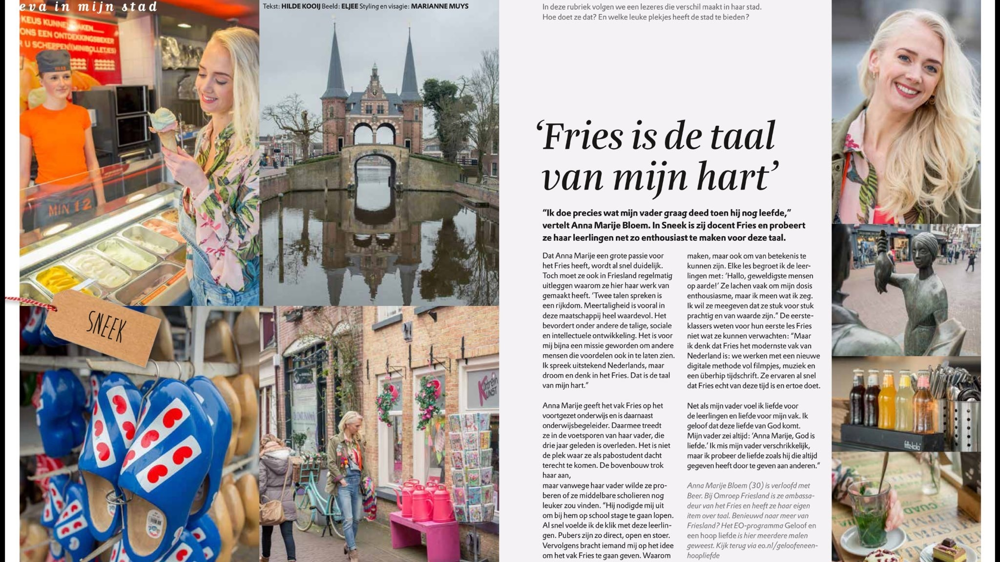 eva in mijn stad
Tekst: HILDE KOOIJ Beeld: ELJEE Styling en visagie: MARIANNE MUYS
KEUS KUNNEN MAKEN......
ONS EEN ONTDEKKINGSBEKER
R U SCHEPPEN (MINIBOLLETJES)
MIN 12
SNEEK
Katrein
KUNST
In deze rubriek volgen we een lezeres die verschil maakt in haar stad.
Hoe doet ze dat? En welke leuke plekjes heeft de stad te bieden?
‘Fries is de taal
van mijn hart’
“Ik doe precies wat mijn vader graag deed toen hij nog leefde,”
vertelt Anna Marije Bloem. In Sneek is zij docent Fries en probeert
ze haar leerlingen net zo enthousiast te maken voor deze taal.
Dat Anna Marije een grote passie voor
het Fries heeft, wordt al snel duidelijk.
Toch moet ze ook in Friesland regelmatig
uitleggen waarom ze hier haar werk van
gemaakt heeft. ‘Twee talen spreken is
een rijkdom. Meertaligheid is vooral in
deze maatschappij heel waardevol. Het
bevordert onder andere de talige, sociale
en intellectuele ontwikkeling. Het is voor
mij bijna een missie geworden om andere
mensen die voordelen ook in te laten zien.
Ik spreek uitstekend Nederlands, maar
droom en denk in het Fries. Dat is de taal
van mijn hart.”
Anna Marije geeft het vak Fries op het
voortgezet onderwijs en is daarnaast
onderwijsbegeleider. Daarmee treedt
ze in de voetsporen van haar vader, die
drie jaar geleden is overleden. Het is niet
de plek waar ze als pabostudent dacht
terecht te komen. De bovenbouw trok
haar aan,
maar vanwege haar vader wilde ze pro-
beren of ze middelbare scholieren nog
leuker zou vinden. “Hij nodigde mij uit
om bij hem op school stage te gaan lopen.
Al snel voelde ik de klik met deze leerlin-
gen. Pubers zijn zo direct, open en stoer.
Vervolgens bracht iemand mij op het idee
om het vak Fries te gaan geven. Waarom
maken, maar ook om van betekenis te
kunnen zijn. Elke les begroet ik de leer-
lingen met: ‘Hallo, geweldigste mensen
op aarde!’ Ze lachen vaak om mijn dosis
enthousiasme, maar ik meen wat ik zeg.
Ik wil ze meegeven dat ze stuk voor stuk
prachtig en van waarde zijn.” De eerste-
klassers weten voor hun eerste les Fries
niet wat ze kunnen verwachten: “Maar
ik denk dat Fries het modernste vak van
Nederland is: we werken met een nieuwe
digitale methode vol filmpjes, muziek en
een überhip tijdschrift. Ze ervaren al snel
dat Fries echt van deze tijd is en ertoe doet.
Net als mijn vader voel ik liefde voor
de leerlingen en liefde voor mijn vak. Ik
geloof dat deze liefde van God komt.
Mijn vader zei altijd: ‘Anna Marije, God is
liefde.’ Ik mis mijn vader verschrikkelijk,
maar ik probeer de liefde zoals hij die altijd
gegeven heeft door te geven aan anderen.”
Anna Marije Bloem (30) is verloofd met
Beer. Bij Omroep Friesland is ze ambassa-
deur van het Fries en heeft ze haar eigen
item over taal. Benieuwd naar meer van
Friesland? Het EO-programma Geloof en
een hoop liefde is hier meerdere malen
geweest. Kijk terug via eo.nl/geloofeneen-
hoopliefde
fritz-kola